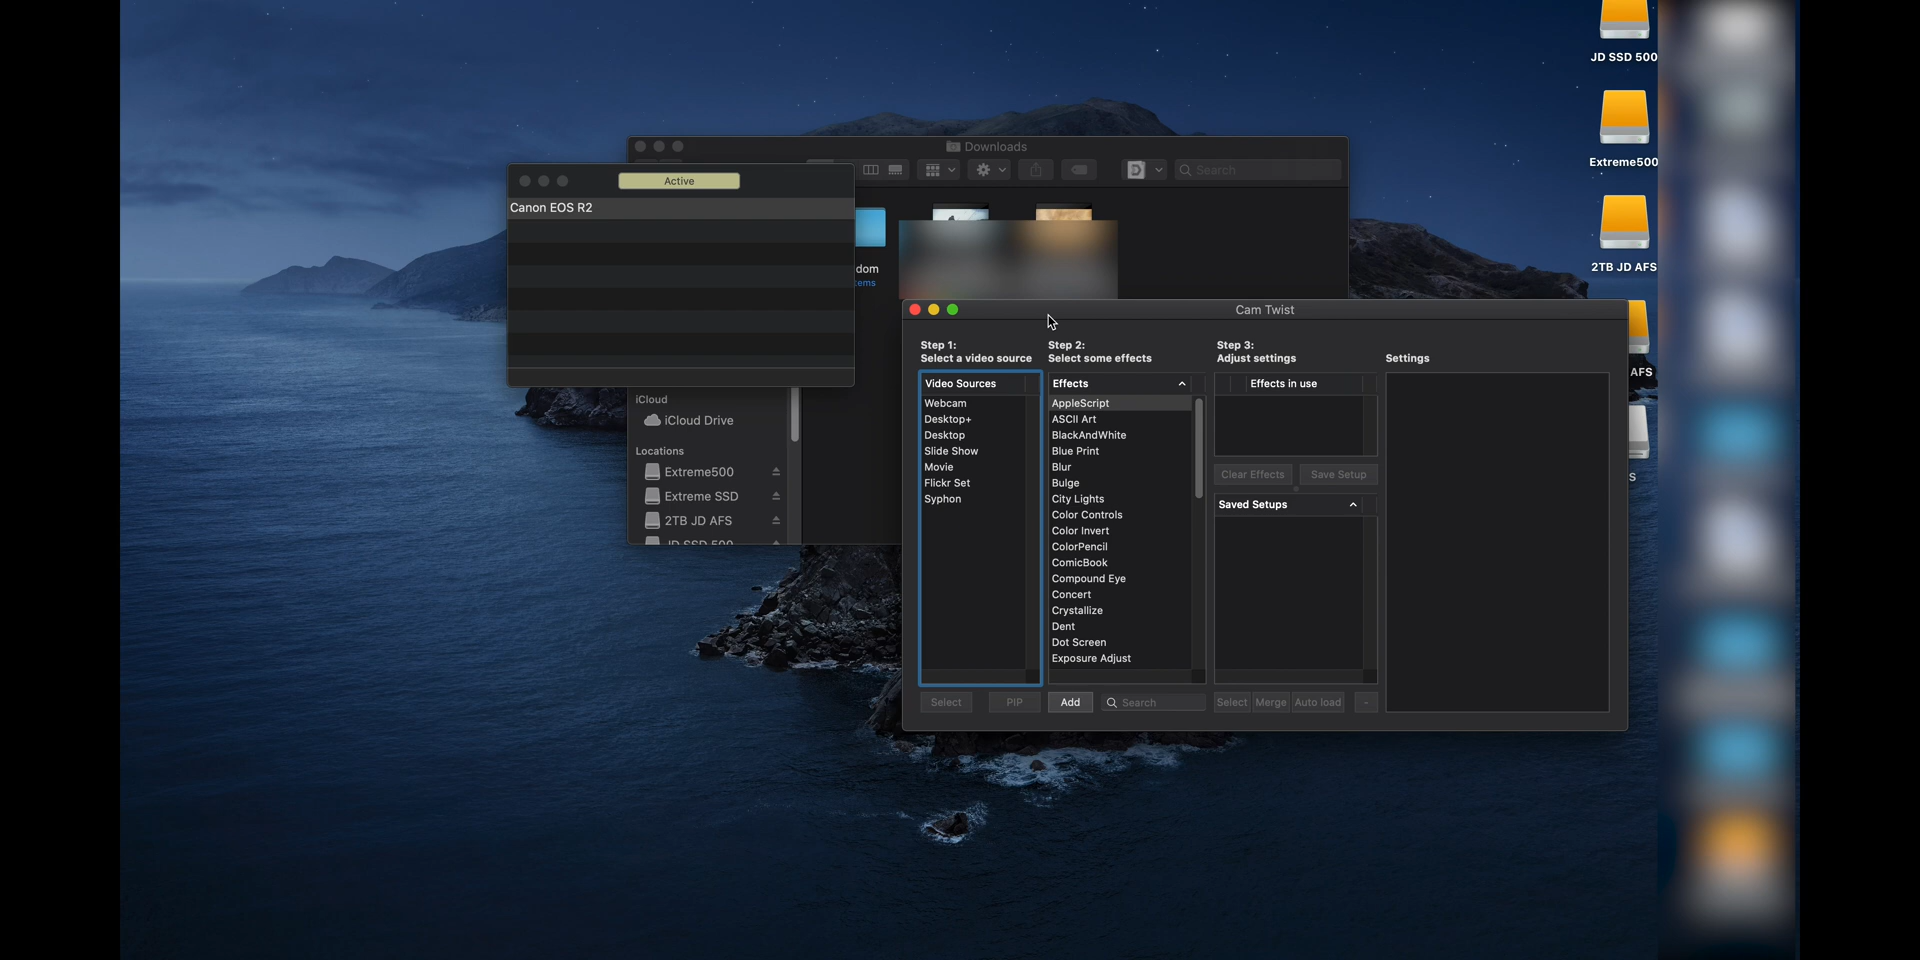 JD SSD 500
Extreme500
2TB JD AFS
AFS
S
Downloads
Search
Active
Canon EOS R2
dom
tems
iCloud
iCloud Drive
Locations
Extreme500
Extreme SSD
2TB JD AFS
JD SSD 500
Cam Twist
Step 1:
Select a video source
Video Sources
Webcam
Desktop+
Desktop
Slide Show
Movie
Flickr Set
Syphon
Select
PIP
Step 2:
Select some effects
Effects
AppleScript
ASCII Art
BlackAndWhite
Blue Print
Blur
Bulge
City Lights
Color Controls
Color Invert
ColorPencil
ComicBook
Compound Eye
Concert
Crystallize
Dent
Dot Screen
Exposure Adjust
Add
Search
Step 3:
Adjust settings
Effects in use
Clear Effects
Save Setup
Saved Setups
Select
Merge
Auto load
-
Settings